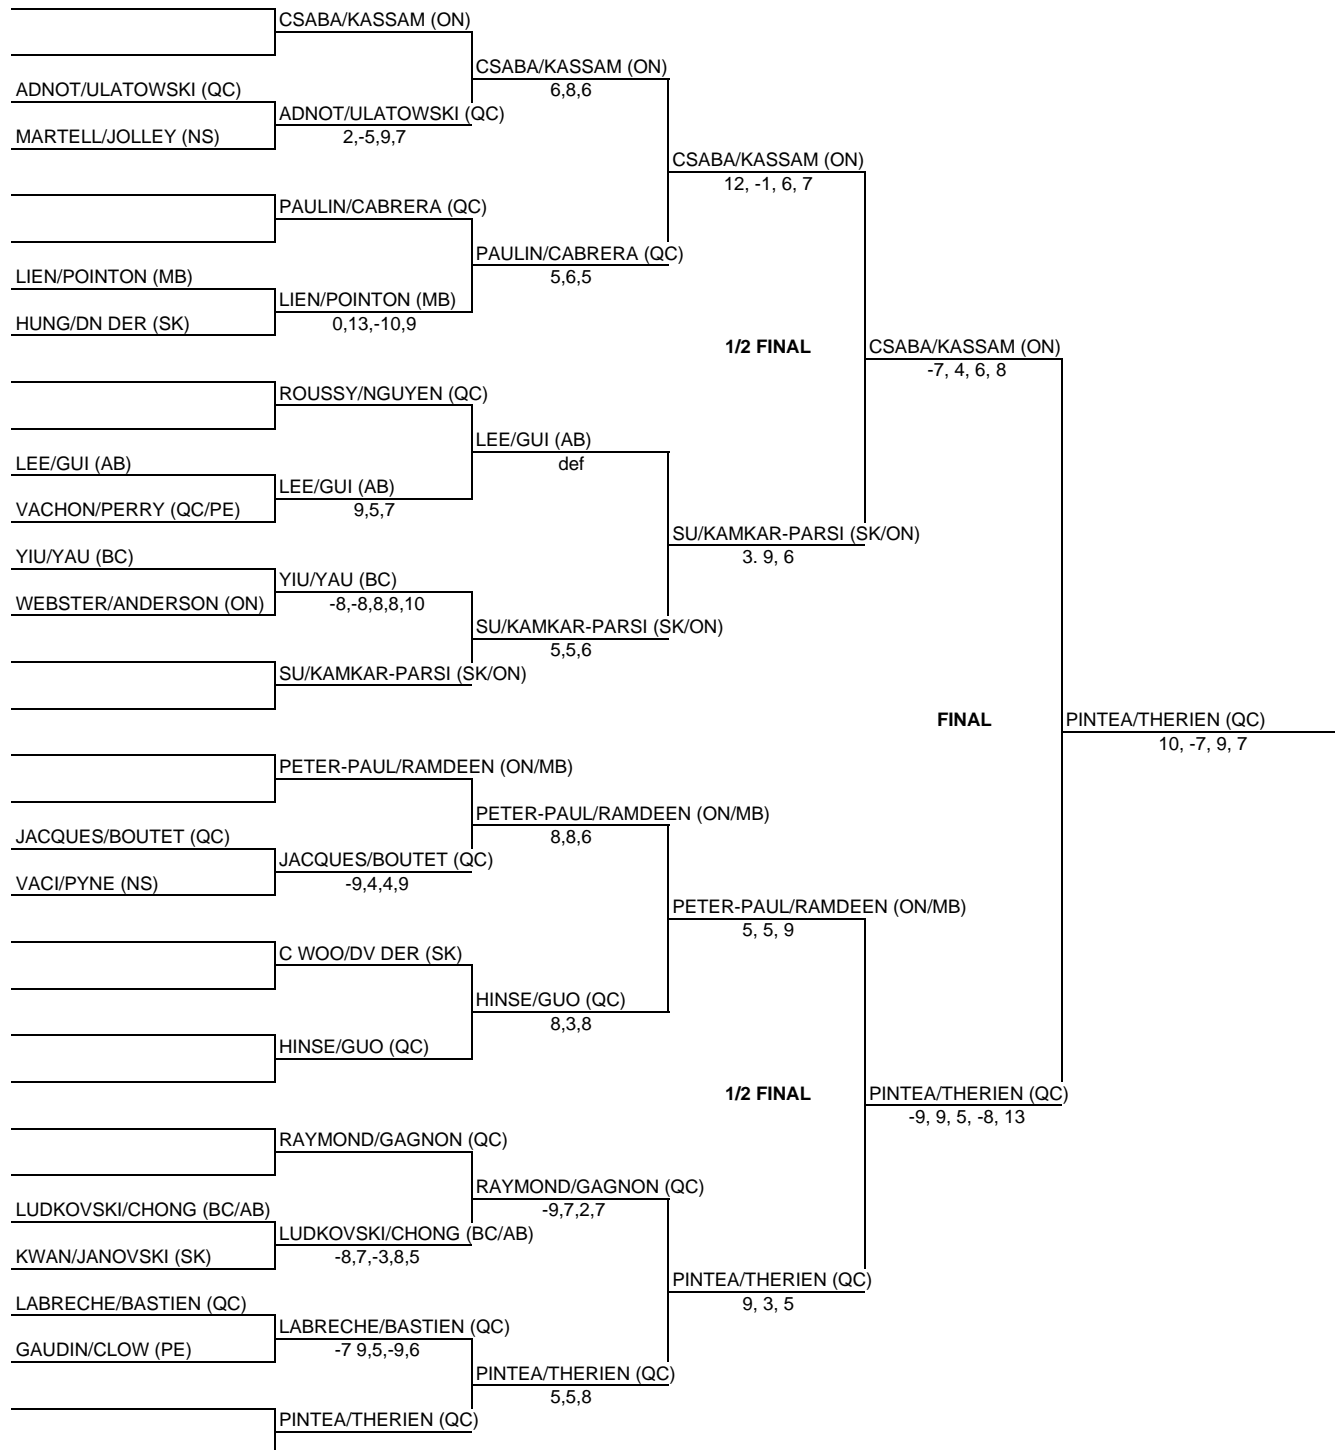 CSABA/KASSAM (ON)
CSABA/KASSAM (ON)
ADNOT/ULATOWSKI (QC)
6,8,6
ADNOT/ULATOWSKI (QC)
MARTELL/JOLLEY (NS)
2,-5,9,7
CSABA/KASSAM (ON)
12, -1, 6, 7
PAULIN/CABRERA (QC)
PAULIN/CABRERA (QC)
LIEN/POINTON (MB)
5,6,5
LIEN/POINTON (MB)
HUNG/DN DER (SK)
0,13,-10,9
1/2 FINAL
CSABA/KASSAM (ON)
-7, 4, 6, 8
ROUSSY/NGUYEN (QC)
LEE/GUI (AB)
LEE/GUI (AB)
def
LEE/GUI (AB)
VACHON/PERRY (QC/PE)
9,5,7
SU/KAMKAR-PARSI (SK/ON)
3. 9, 6
YIU/YAU (BC)
YIU/YAU (BC)
WEBSTER/ANDERSON (ON)
-8,-8,8,8,10
SU/KAMKAR-PARSI (SK/ON)
5,5,6
SU/KAMKAR-PARSI (SK/ON)
FINAL
PINTEA/THERIEN (QC)
10, -7, 9, 7
PETER-PAUL/RAMDEEN (ON/MB)
PETER-PAUL/RAMDEEN (ON/MB)
JACQUES/BOUTET (QC)
8,8,6
JACQUES/BOUTET (QC)
VACI/PYNE (NS)
-9,4,4,9
PETER-PAUL/RAMDEEN (ON/MB)
5, 5, 9
C WOO/DV DER (SK)
HINSE/GUO (QC)
8,3,8
HINSE/GUO (QC)
1/2 FINAL
PINTEA/THERIEN (QC)
-9, 9, 5, -8, 13
RAYMOND/GAGNON (QC)
RAYMOND/GAGNON (QC)
LUDKOVSKI/CHONG (BC/AB)
-9,7,2,7
LUDKOVSKI/CHONG (BC/AB)
KWAN/JANOVSKI (SK)
-8,7,-3,8,5
PINTEA/THERIEN (QC)
9, 3, 5
LABRECHE/BASTIEN (QC)
LABRECHE/BASTIEN (QC)
GAUDIN/CLOW (PE)
-7 9,5,-9,6
PINTEA/THERIEN (QC)
5,5,8
PINTEA/THERIEN (QC)